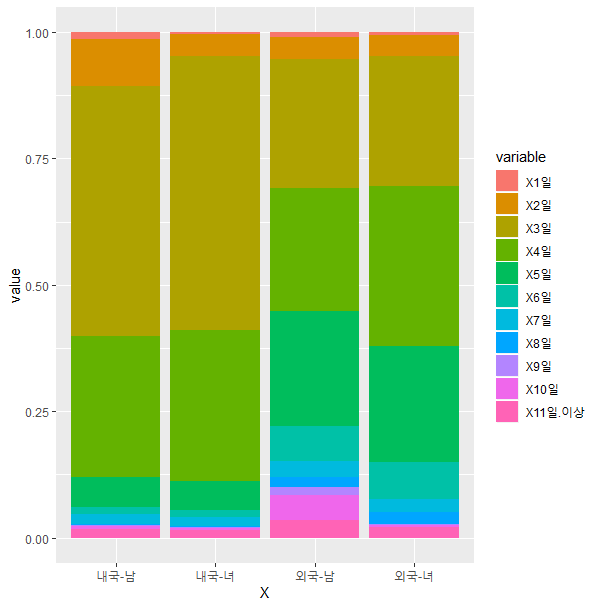 1.00
0.75
0.50
0.25
0.00
value
내국-남
내국-녀
외국-남
외국-녀
X
variable
X1일
X2일
X3일
X4일
X5일
X6일
X7일
X8일
X9일
X10일
X11일.이상